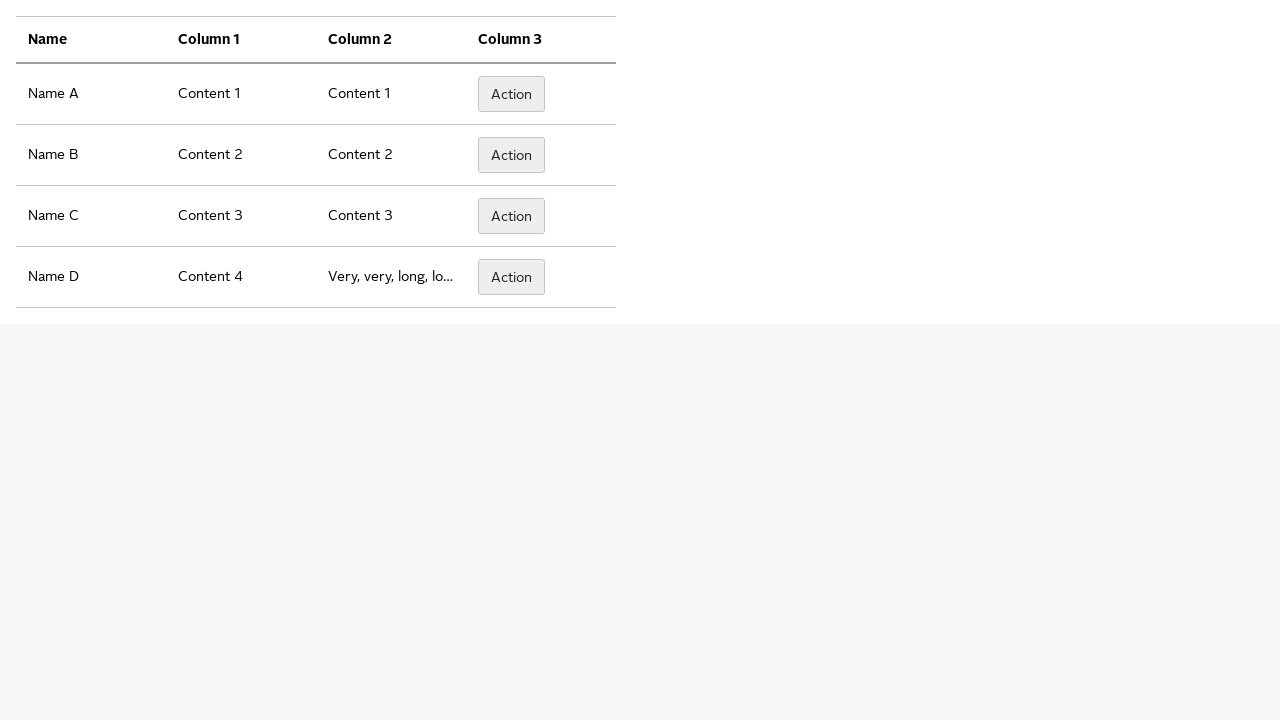 Name Column 1 Column 2 Column 3
Name A Content 1 Content 1 Action
Name B Content 2 Content 2 Action
Name C Content 3 Content 3 Action
Name D Content 4 Very, very, long, lo... Action